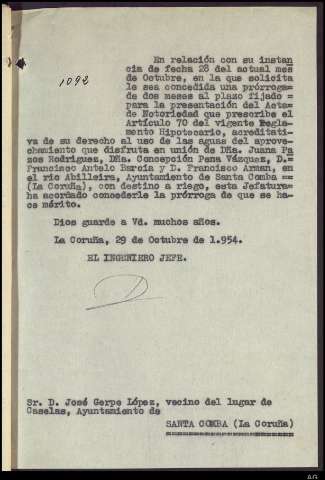 En relación con su instan
cia de fecha 28 del actual mes
de Octubre, en la que solicita
le sea concedida una prórroga=
de dos meses al plazo fijado =
para la presentación del Acta=
de Notoriedad que prescribe el
Artículo 70 del vigente Regla-
mento Hipotecario, acreditati-
va de su derecho al uso de las aguas del aprove-
chamiento que disfruta en unión de Dña. Juana Pa
zos Rodríguez, Dña. Concepción Pena Vázquez, D.=
Francisco Antelo Barcia y D. Francisco Arman, en
el río Abilleira, Ayuntamiento de Santa Comba ==
(La Coruña), con destino a riego, esta Jefatura=
ha acordado concederle la prórroga de que se ha-
ce mérito.
1092
Dios guarde a Vd. muchos años.
La Coruña, 29 de Octubre de 1.954.
EL INGENIERO JEFE.
Sr. D. José Gerpe López, vecino del lugar de
Caselas, Ayuntamiento de
SANTA COMBA (La Coruña)